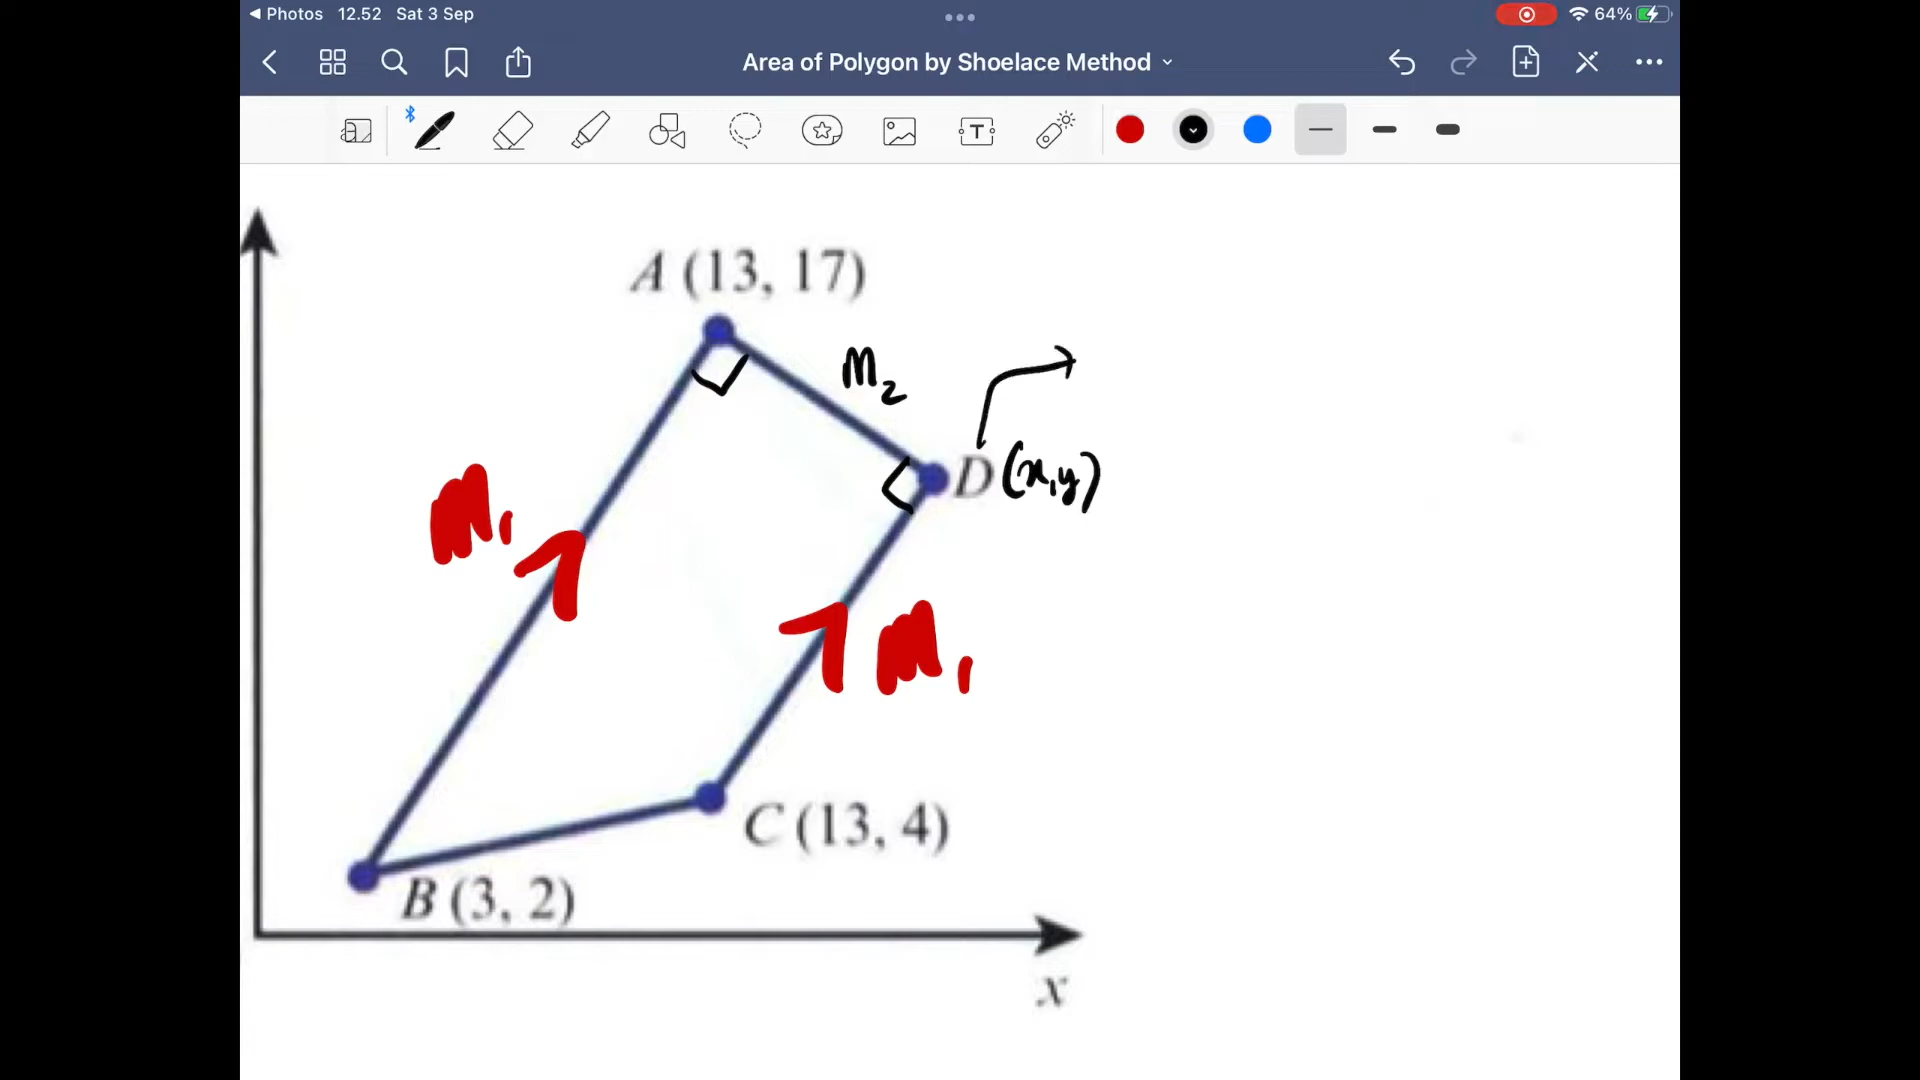 Photos 12.52 Sat 3 Sep 64%
Area of Polygon by Shoelace Method
A (13, 17)
M2
D (x,y)
M1
M1
C (13, 4)
B (3, 2)
x